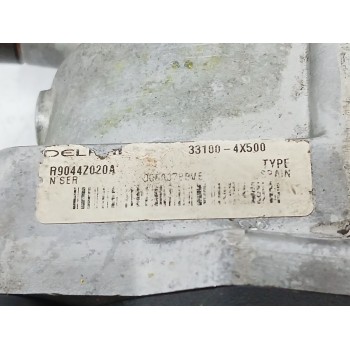 DELPHI 33100-4X500
R9044Z020A TYPE
N SER SPAIN